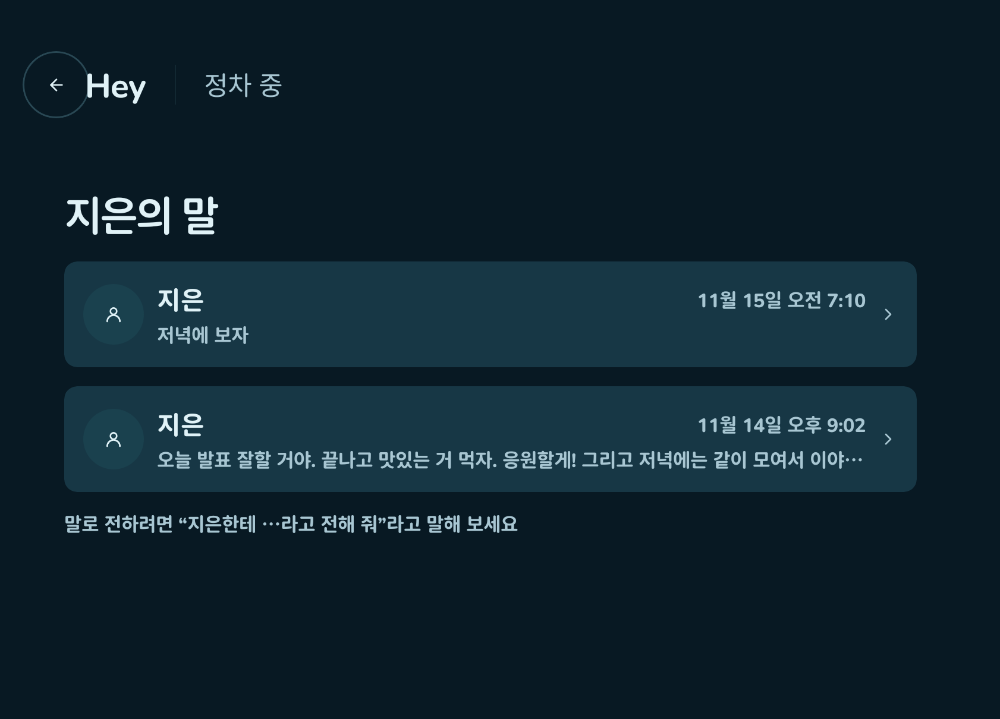 Hey
정차 중
지은의 말
지은
11월 15일 오전 7:10
저녁에 보자
지은
11월 14일 오후 9:02
오늘 발표 잘할 거야. 끝나고 맛있는 거 먹자. 응원할게! 그리고 저녁에는 같이 모여서 이야…
말로 전하려면 “지은한테 …라고 전해 줘”라고 말해 보세요